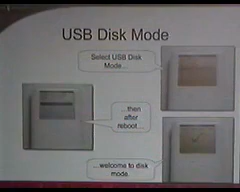 USB Disk Mode
Select USB Disk
Mode...
...then
after
reboot...
...welcome to disk
mode.